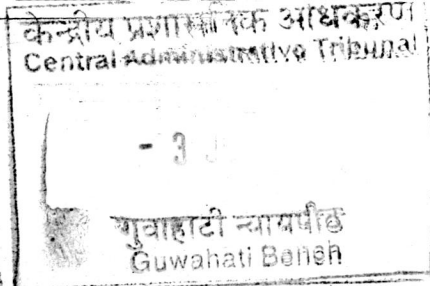 केन्द्रीय प्रशासनिक अधिकरण
Central Administrative Tribunal
- 3 J
गुवाहाटी न्यायपीठ
Guwahati Bench